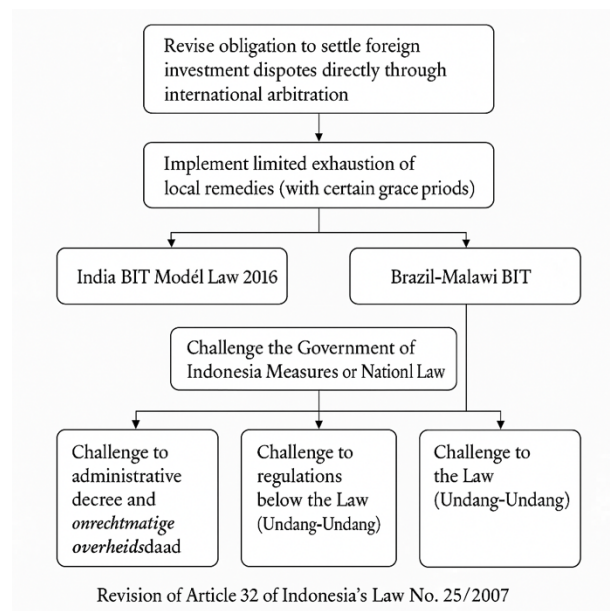 Revise obligation to settle foreign
investment dispotes directly through
international arbitration
Implement limited exhaustion of
local remedies (with certain grace priods)
India BIT Modél Law 2016
Brazil-Malawi BIT
Challenge the Government of
Indonesia Measures or Nationl Law
Challenge to
administrative
decree and
onrechtmatige
overheidsdaad
Challenge to
regulations
below the Law
(Undang-Undang)
Challenge to
the Law
(Undang-Undang)
Revision of Article 32 of Indonesia's Law No. 25/2007